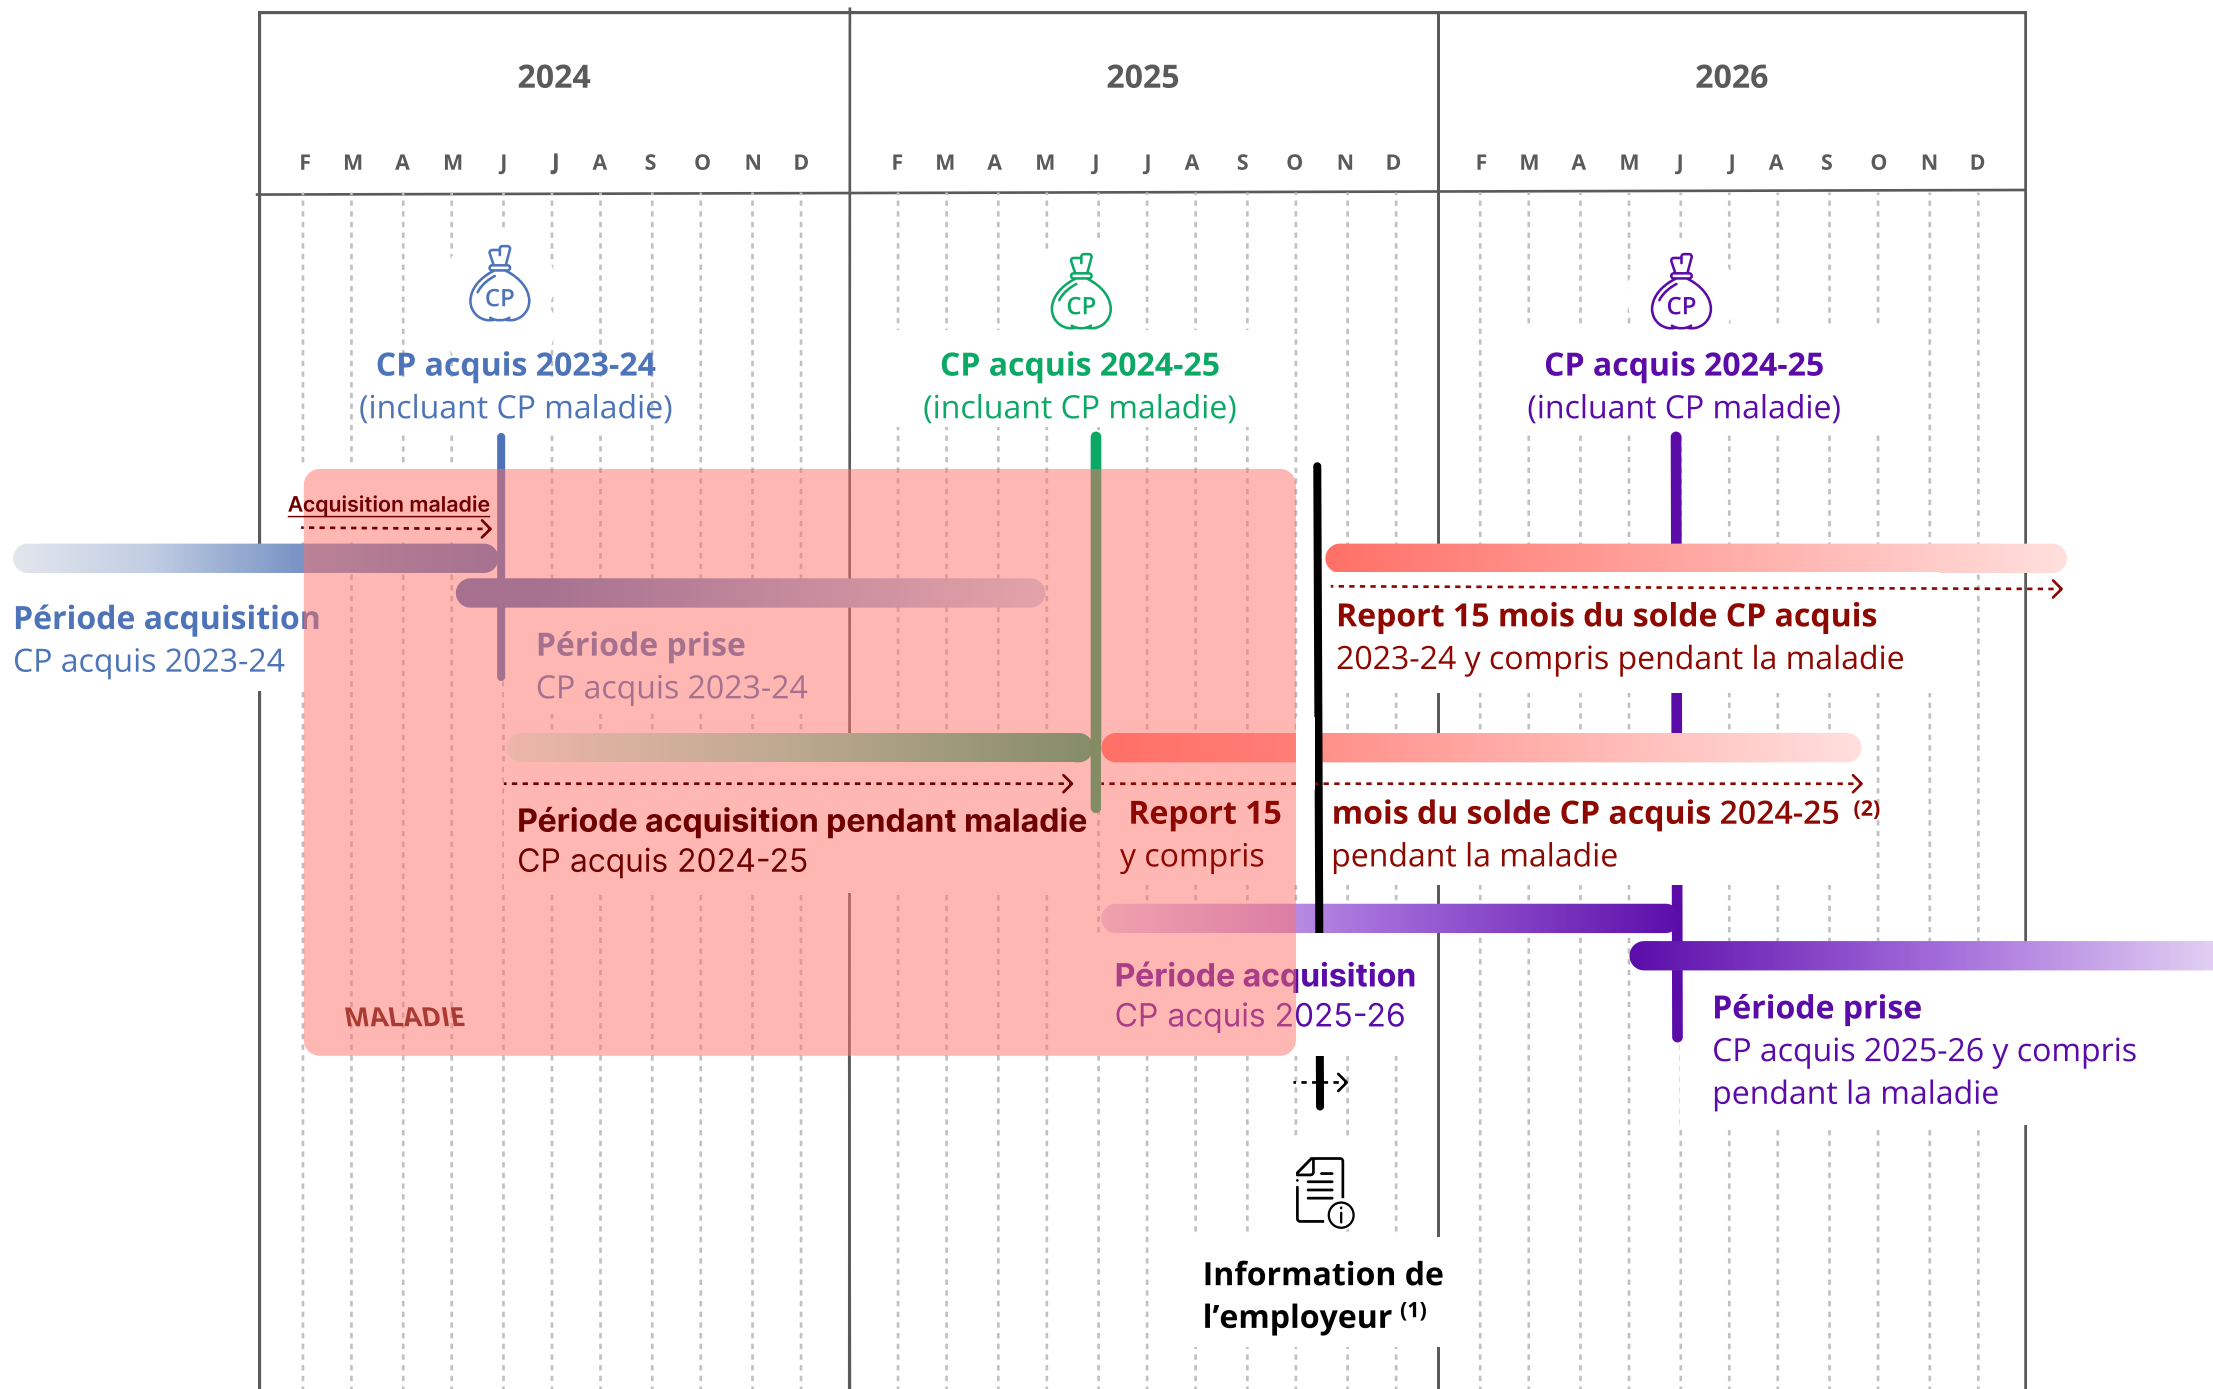 2024
2025
2026
F M A M J J A S O N D
F M A M J J A S O N D
F M A M J J A S O N D
CP
CP acquis 2023-24
(incluant CP maladie)
CP
CP acquis 2024-25
(incluant CP maladie)
CP
CP acquis 2024-25
(incluant CP maladie)
Acquisition maladie
Période acquisition
CP acquis 2023-24
Période prise
CP acquis 2023-24
Report 15 mois du solde CP acquis
2023-24 y compris pendant la maladie
Période acquisition pendant maladie
CP acquis 2024-25
Report 15 mois du solde CP acquis 2024-25 (2)
y compris pendant la maladie
Période acquisition
CP acquis 2025-26
MALADIE
Période prise
CP acquis 2025-26 y compris
pendant la maladie
Information de
l’employeur (1)